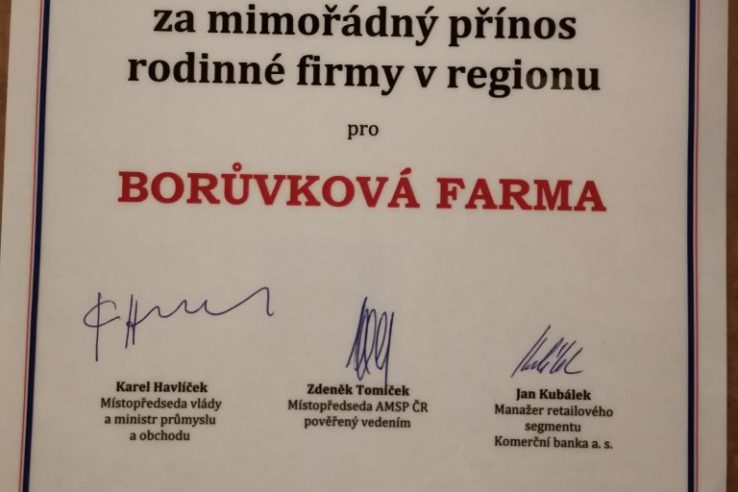 za mimořádný přínos
rodinné firmy v regionu
pro
BORŮVKOVÁ FARMA
Karel Havlíček
Místopředseda vlády
a ministr průmyslu
a obchodu
Zdeněk Tomíček
Místopředseda AMSP ČR
pověřený vedením
Jan Kubálek
Manažer retailového
segmentu
Komerční banka a. s.